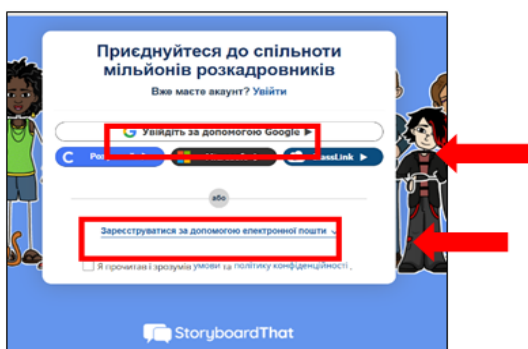 Приєднуйтеся до спільноти
мільйонів розкадровників
Вже маєте акаунт? Увійти
G Увійдіть за допомогою Google ▶
C
ClassLink ▶
або
Зареєструватися за допомогою електронної пошти
Я прочитав і зрозумів умови та політику конфіденційності.
StoryboardThat